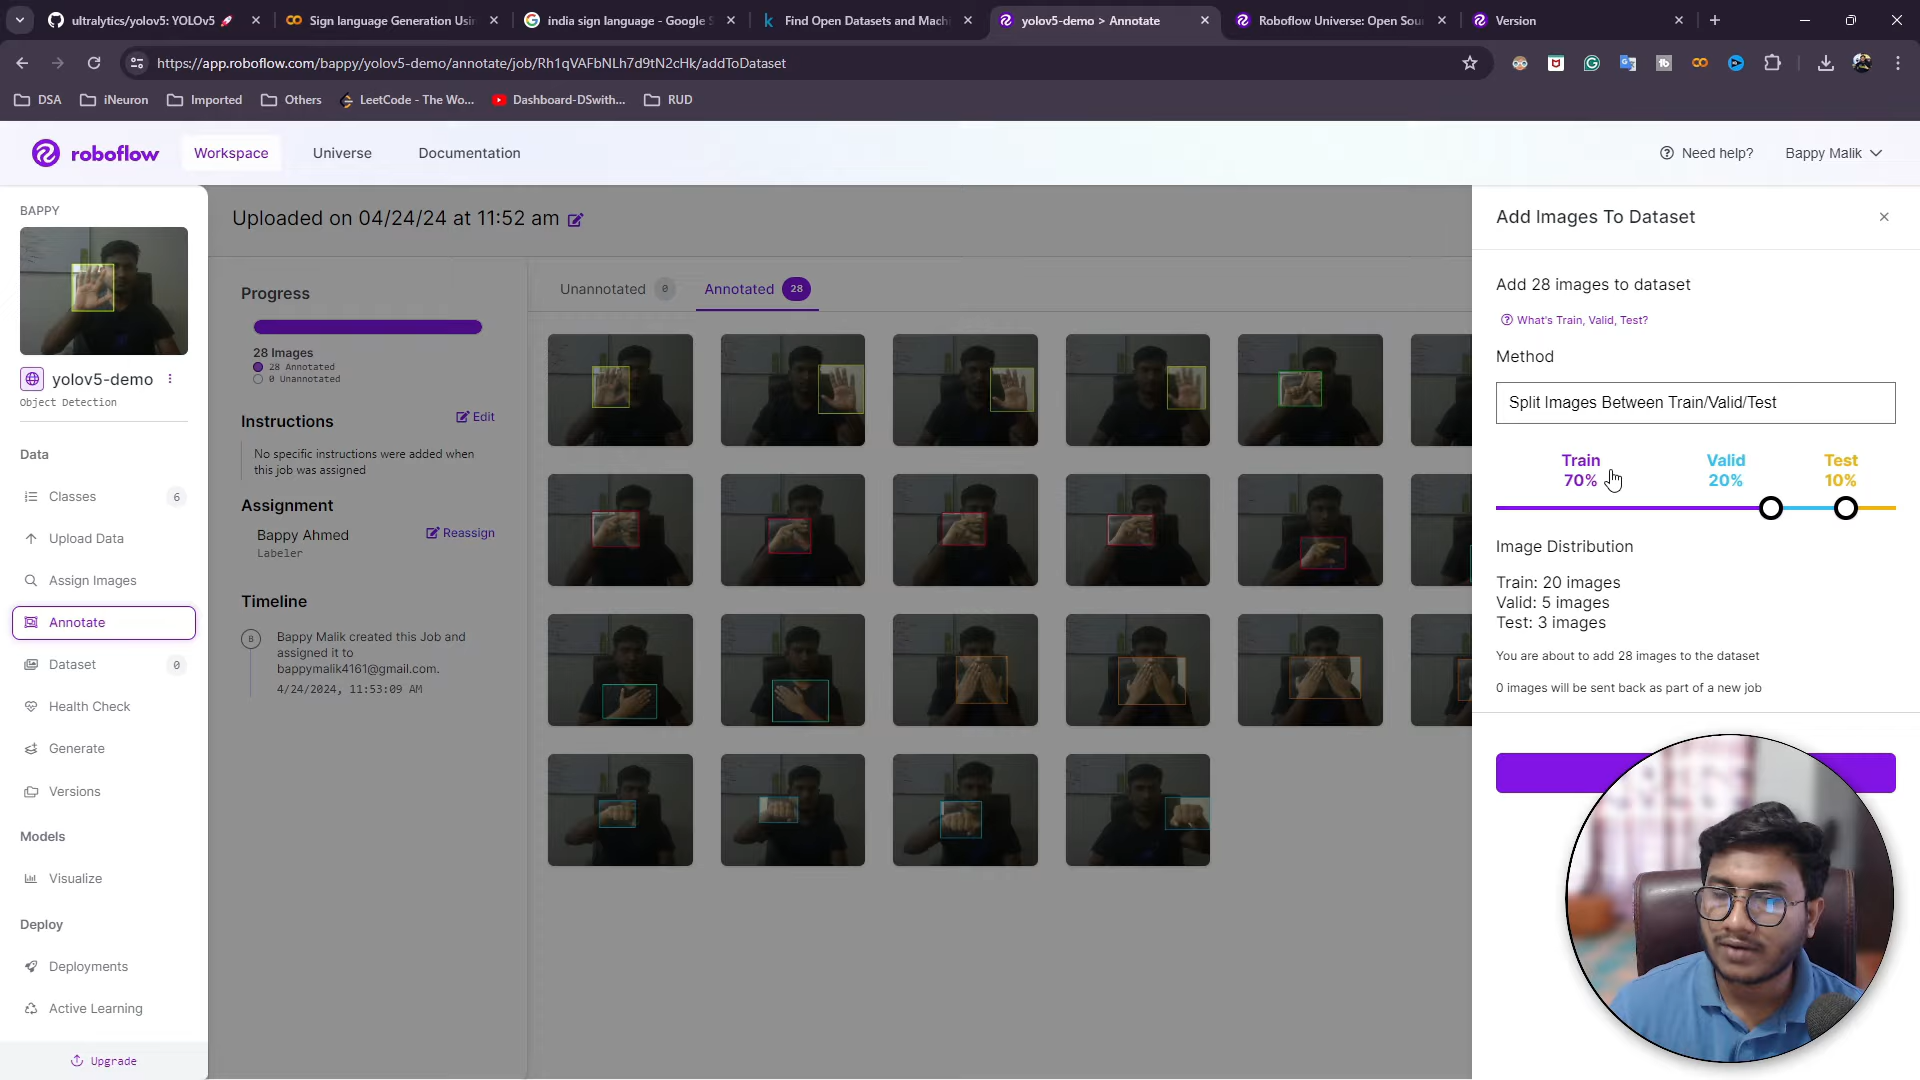 ultralytics/yolov5: YOLOv5 🚀
Sign language Generation Usin
india sign language - Google S
Find Open Datasets and Machi
yolov5-demo > Annotate
Roboflow Universe: Open Sou
Version
https://app.roboflow.com/bappy/yolov5-demo/annotate/job/Rh1qVAFbNLh7d9tN2cHk/addToDataset
DSA
iNeuron
Imported
Others
LeetCode - The Wo...
Dashboard-DSwith...
RUD
roboflow
Workspace
Universe
Documentation
Need help?
Bappy Malik
BAPPY
yolov5-demo
Object Detection
Data
Classes 6
Upload Data
Assign Images
Annotate
Dataset 0
Health Check
Generate
Versions
Models
Visualize
Deploy
Deployments
Active Learning
Upgrade
Uploaded on 04/24/24 at 11:52 am
Progress
28 Images
28 Annotated
0 Unannotated
Instructions
Edit
No specific instructions were added when
this job was assigned
Assignment
Bappy Ahmed
Labeler
Reassign
Timeline
B
Bappy Malik created this Job and
assigned it to
bappymalik4161@gmail.com.
4/24/2024, 11:53:09 AM
Unannotated 0
Annotated 28
Add Images To Dataset
Add 28 images to dataset
What's Train, Valid, Test?
Method
Split Images Between Train/Valid/Test
Train
70%
Valid
20%
Test
10%
Image Distribution
Train: 20 images
Valid: 5 images
Test: 3 images
You are about to add 28 images to the dataset
0 images will be sent back as part of a new job